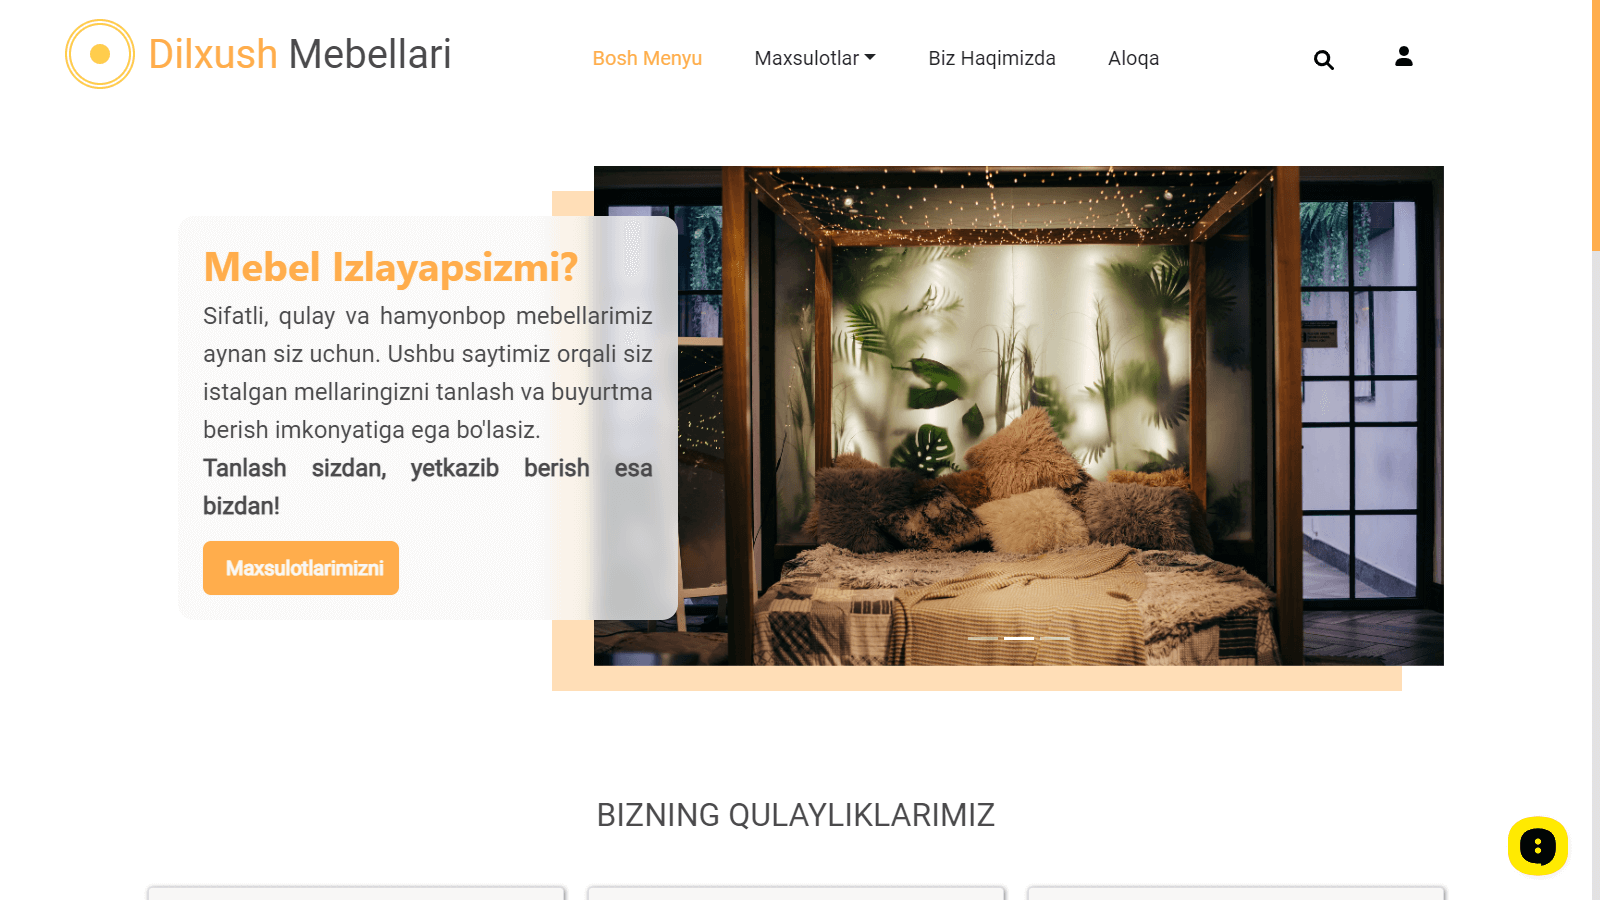 Dilxush Mebellari
Bosh Menyu
Maxsulotlar
Biz Haqimizda
Aloqa
Mebel Izlayapsizmi?
Sifatli, qulay va hamyonbop mebellarimiz
aynan siz uchun. Ushbu saytimiz orqali siz
istalgan mellaringizni tanlash va buyurtma
berish imkonyatiga ega bo'lasiz.
Tanlash sizdan, yetkazib berish esa
bizdan!
Maxsulotlarimizni
BIZNING QULAYLIKLARIMIZ